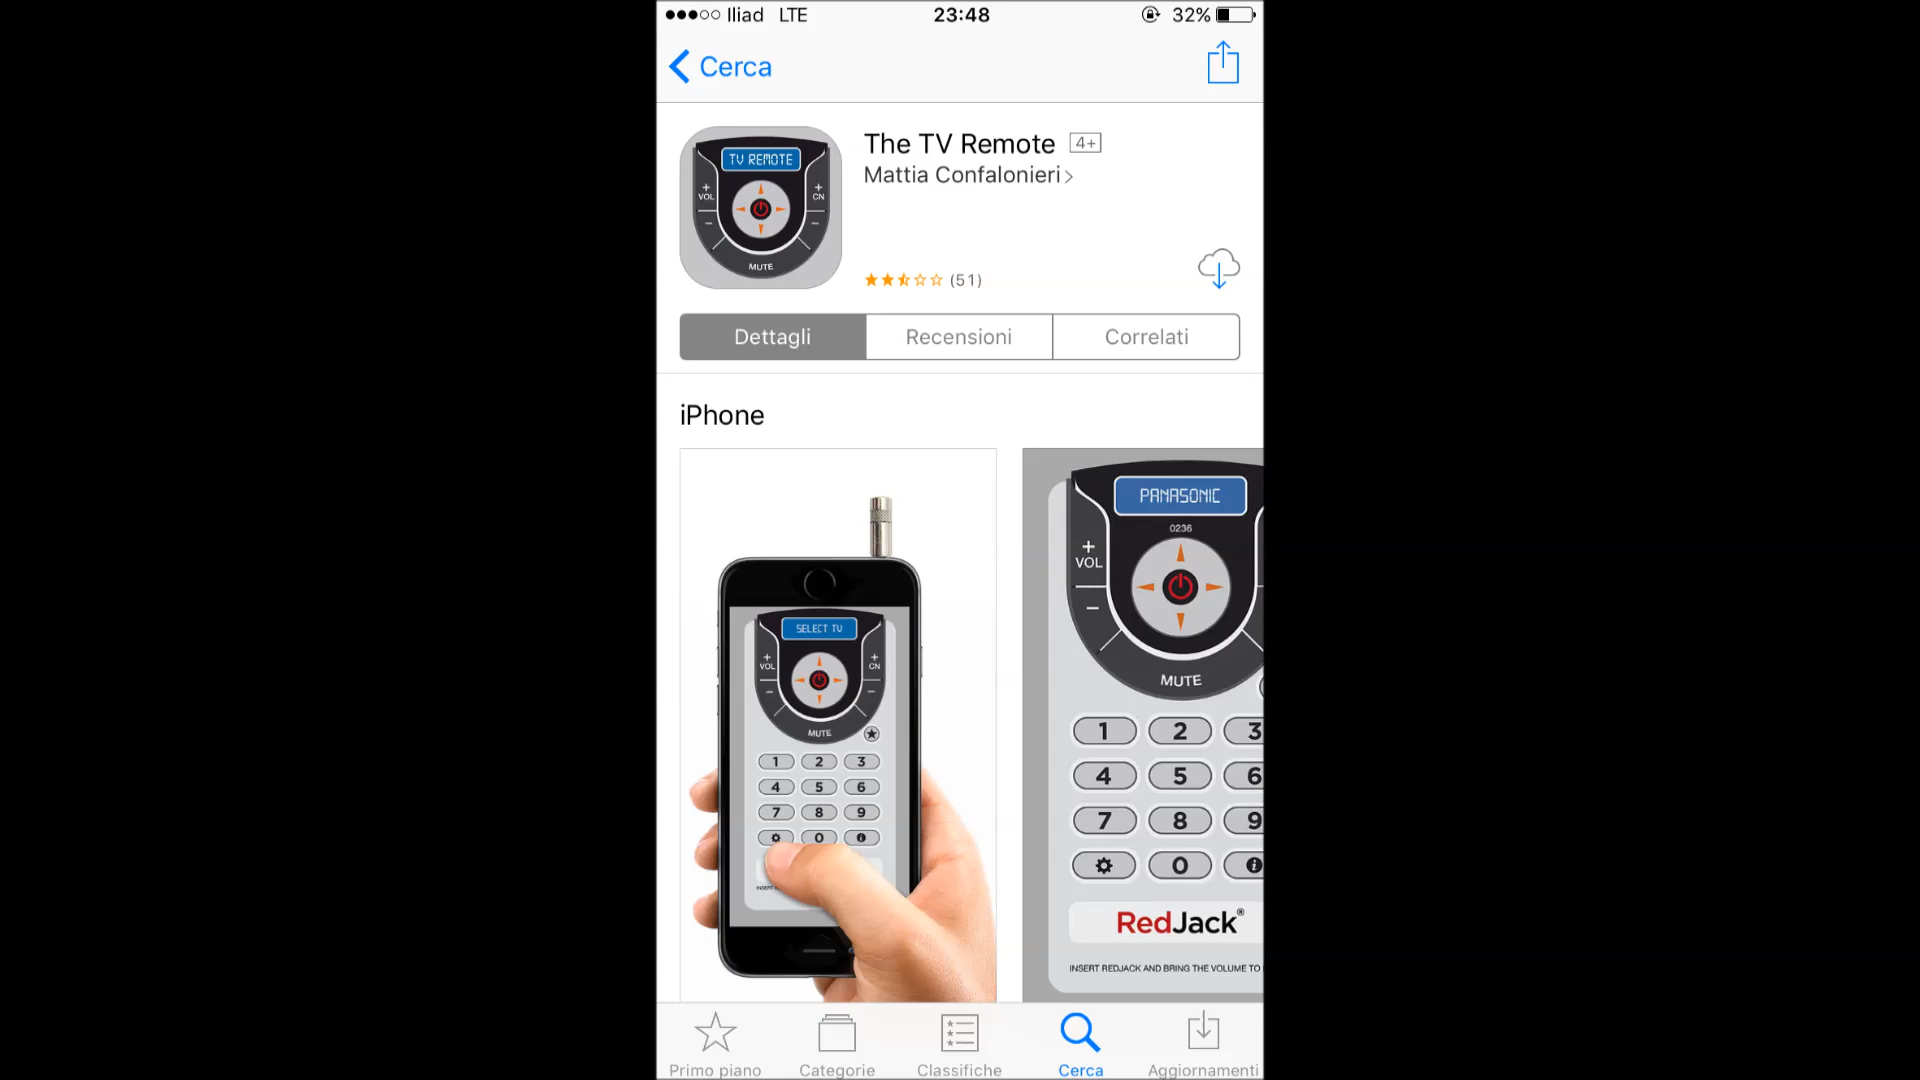 Iliad LTE 23:48 32%
Cerca
The TV Remote 4+
Mattia Confalonieri
(51)
TV REMOTE
+ VOL
+ CN
MUTE
Dettagli Recensioni Correlati
iPhone
SELECT TV
+ VOL
+ CN
MUTE
1 2 3
4 5 6
7 8 9
0
PANASONIC
0236
+
VOL
MUTE
1 2 3
4 5 6
7 8 9
0
RedJack®
INSERT REDJACK AND BRING THE VOLUME TO
Primo piano Categorie Classifiche Cerca Aggiornamenti